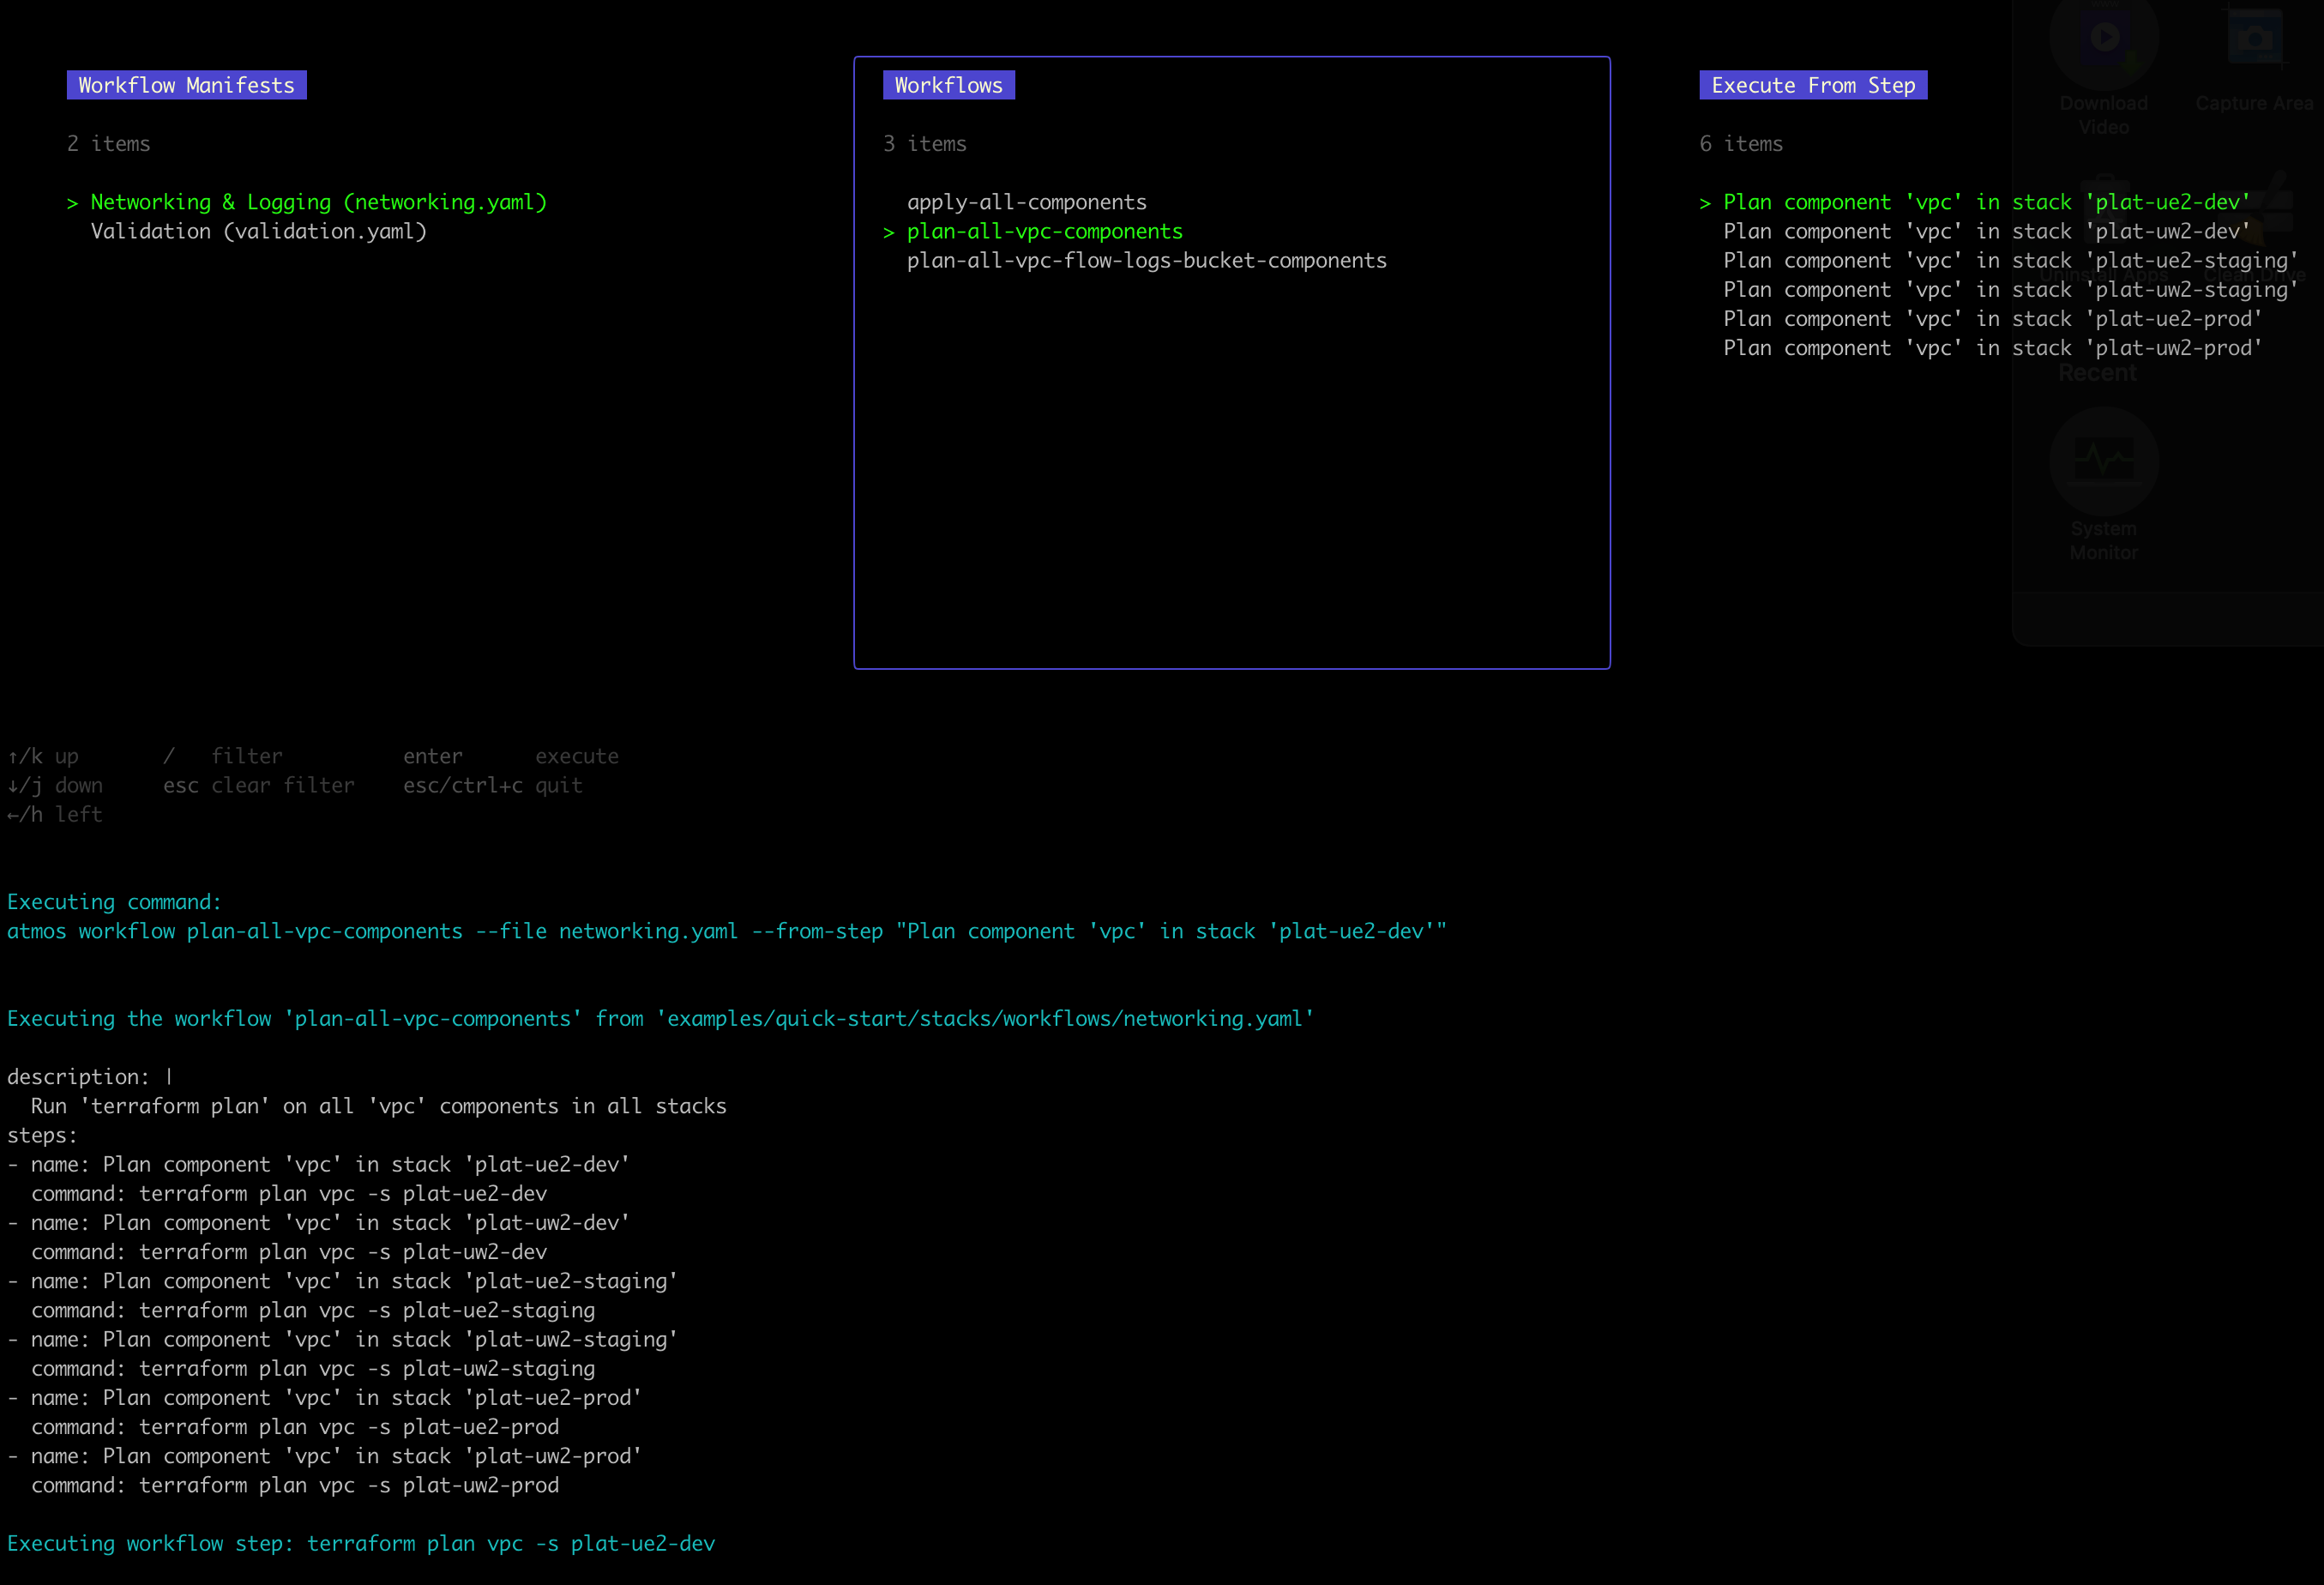 Workflow Manifests
2 items
> Networking & Logging (networking.yaml)
Validation (validation.yaml)
Workflows
3 items
apply-all-components
> plan-all-vpc-components
plan-all-vpc-flow-logs-bucket-components
Execute From Step
6 items
> Plan component 'vpc' in stack 'plat-ue2-dev'
Plan component 'vpc' in stack 'plat-uw2-dev'
Plan component 'vpc' in stack 'plat-ue2-staging'
Plan component 'vpc' in stack 'plat-uw2-staging'
Plan component 'vpc' in stack 'plat-ue2-prod'
Plan component 'vpc' in stack 'plat-uw2-prod'
Download
Video
Capture Area
Uninstall Apps
Clean Drive
Recent
System
Monitor
↑/k up / filter enter execute
↓/j down esc clear filter esc/ctrl+c quit
←/h left
Executing command:
atmos workflow plan-all-vpc-components --file networking.yaml --from-step "Plan component 'vpc' in stack 'plat-ue2-dev'"
Executing the workflow 'plan-all-vpc-components' from 'examples/quick-start/stacks/workflows/networking.yaml'
description: |
Run 'terraform plan' on all 'vpc' components in all stacks
steps:
- name: Plan component 'vpc' in stack 'plat-ue2-dev'
command: terraform plan vpc -s plat-ue2-dev
- name: Plan component 'vpc' in stack 'plat-uw2-dev'
command: terraform plan vpc -s plat-uw2-dev
- name: Plan component 'vpc' in stack 'plat-ue2-staging'
command: terraform plan vpc -s plat-ue2-staging
- name: Plan component 'vpc' in stack 'plat-uw2-staging'
command: terraform plan vpc -s plat-uw2-staging
- name: Plan component 'vpc' in stack 'plat-ue2-prod'
command: terraform plan vpc -s plat-ue2-prod
- name: Plan component 'vpc' in stack 'plat-uw2-prod'
command: terraform plan vpc -s plat-uw2-prod
Executing workflow step: terraform plan vpc -s plat-ue2-dev